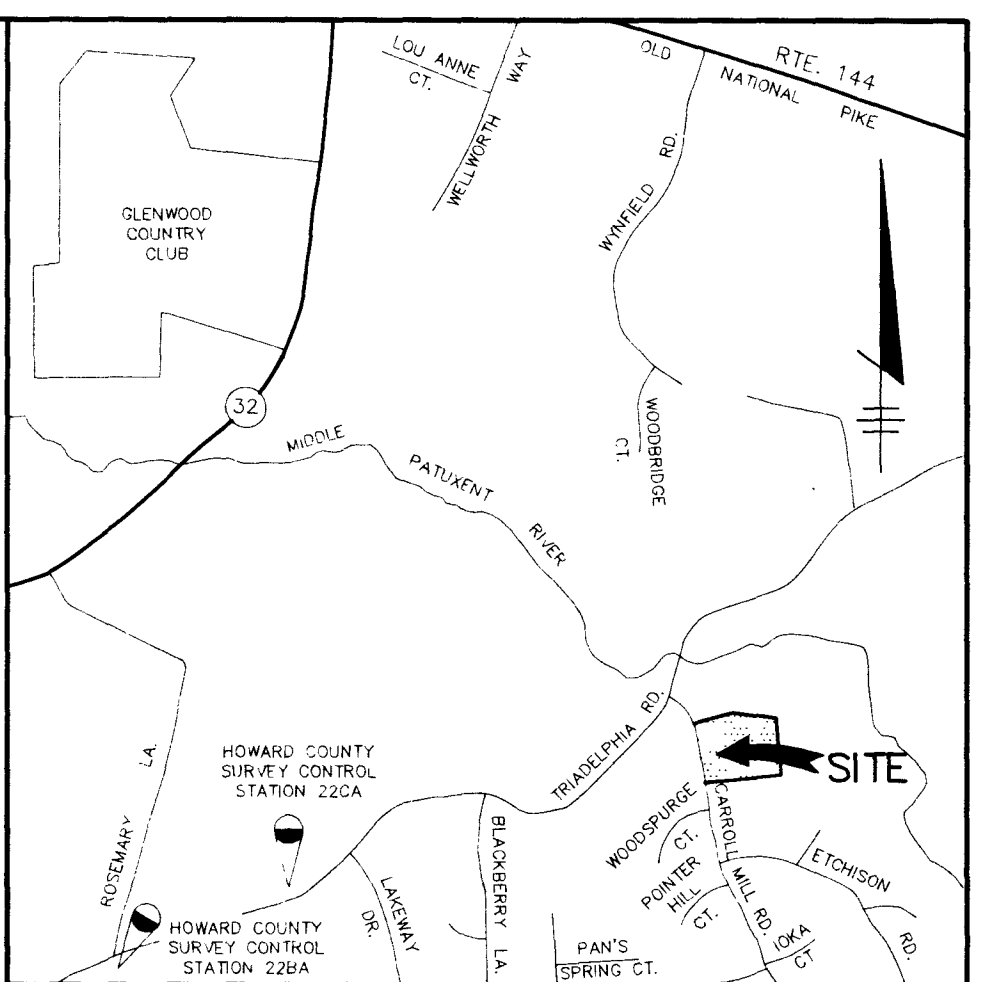 LOU ANNE
CT.
WELLWORTH WAY
OLD
NATIONAL
PIKE
RTE. 144
WYNFIELD RD.
GLENWOOD
COUNTRY
CLUB
32
WOODBRIDGE
CT.
MIDDLE
PATUXENT
RIVER
ROSEMARY LA.
HOWARD COUNTY
SURVEY CONTROL
STATION 22CA
TRIADELPHIA RD.
SITE
WOODSPURGE
CT.
CARROLL
MILL RD.
BLACKBERRY LA.
LAKEWAY
DR.
POINTER
HILL
CT.
ETCHISON
RD.
IOKA
CT
HOWARD COUNTY
SURVEY CONTROL
STATION 22BA
PAN'S
SPRING CT.